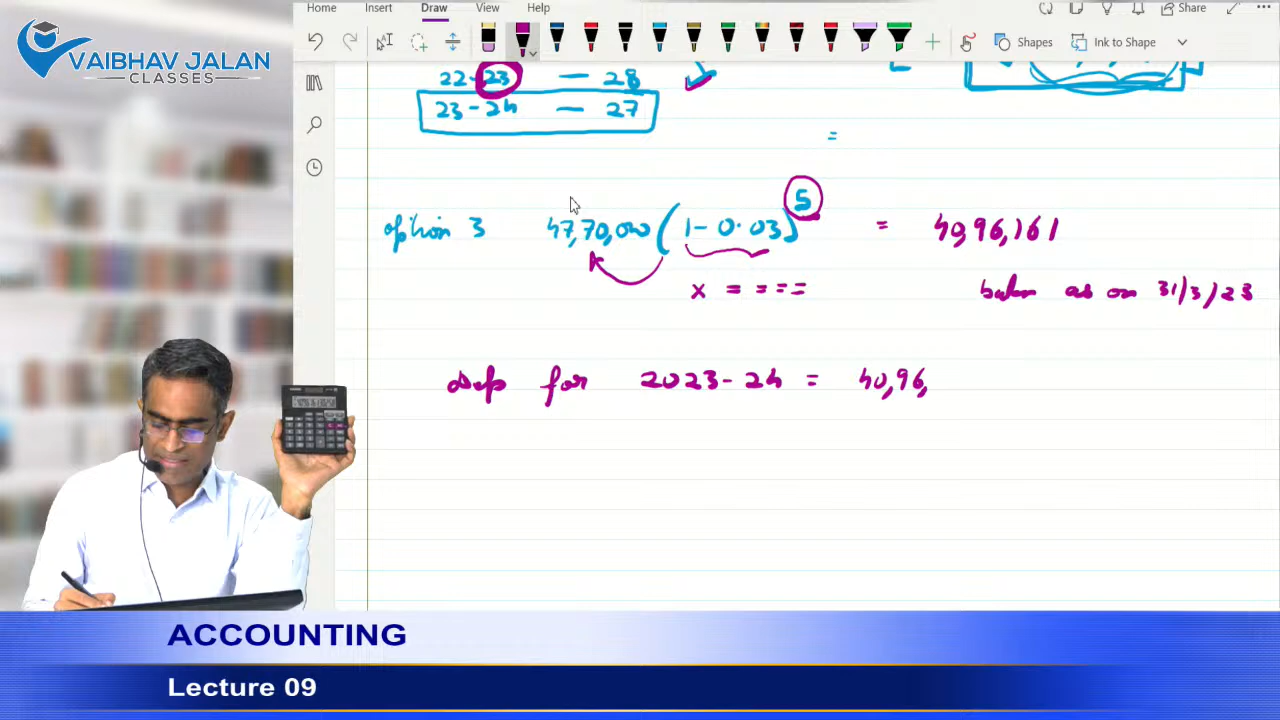 VAIBHAV JALAN
CLASSES
Home Insert Draw View Help
Share
Shapes
Ink to Shape
22-23 — 28
23-24 — 27
=
option 3 47,70,000 (1-0.03)5 = 40,96,161
x = = = =
balan as on 31/3/23
Dep for 2023-24 = 40,96,
ACCOUNTING
Lecture 09